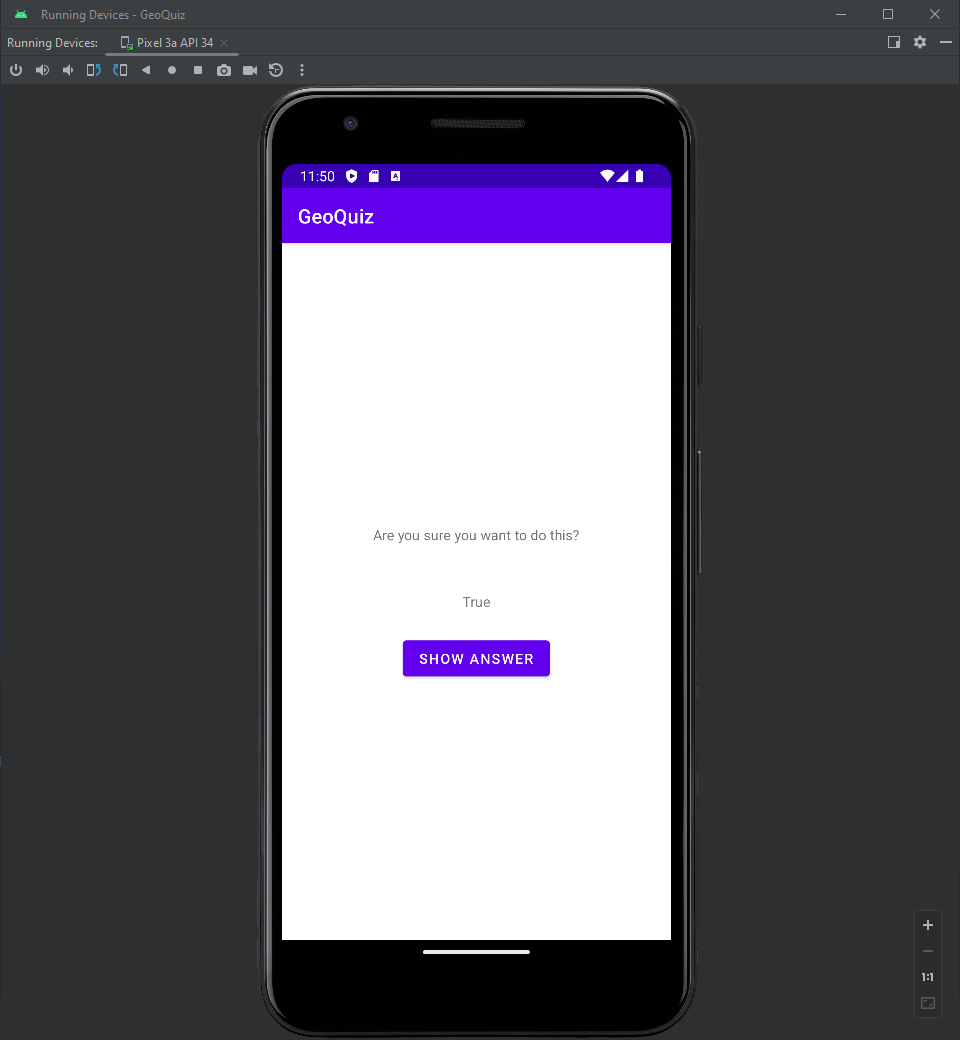 Running Devices - GeoQuiz
Running Devices: Pixel 3a API 34
11:50 A
GeoQuiz
Are you sure you want to do this?
True
SHOW ANSWER
1:1